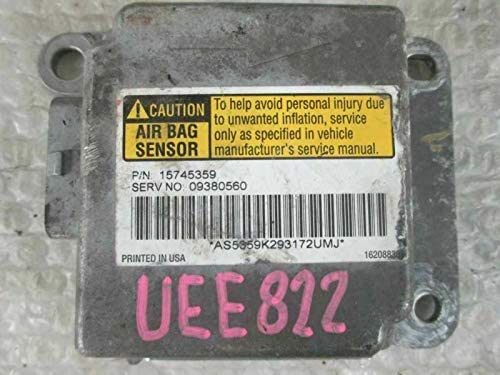 CAUTION
AIR BAG
SENSOR
To help avoid personal injury due
to unwanted inflation, service
only as specified in vehicle
manufacturer's service manual.
P/N: 15745359
SERV NO: 09380560
*AS5359K293172UMJ*
PRINTED IN USA
UEE822